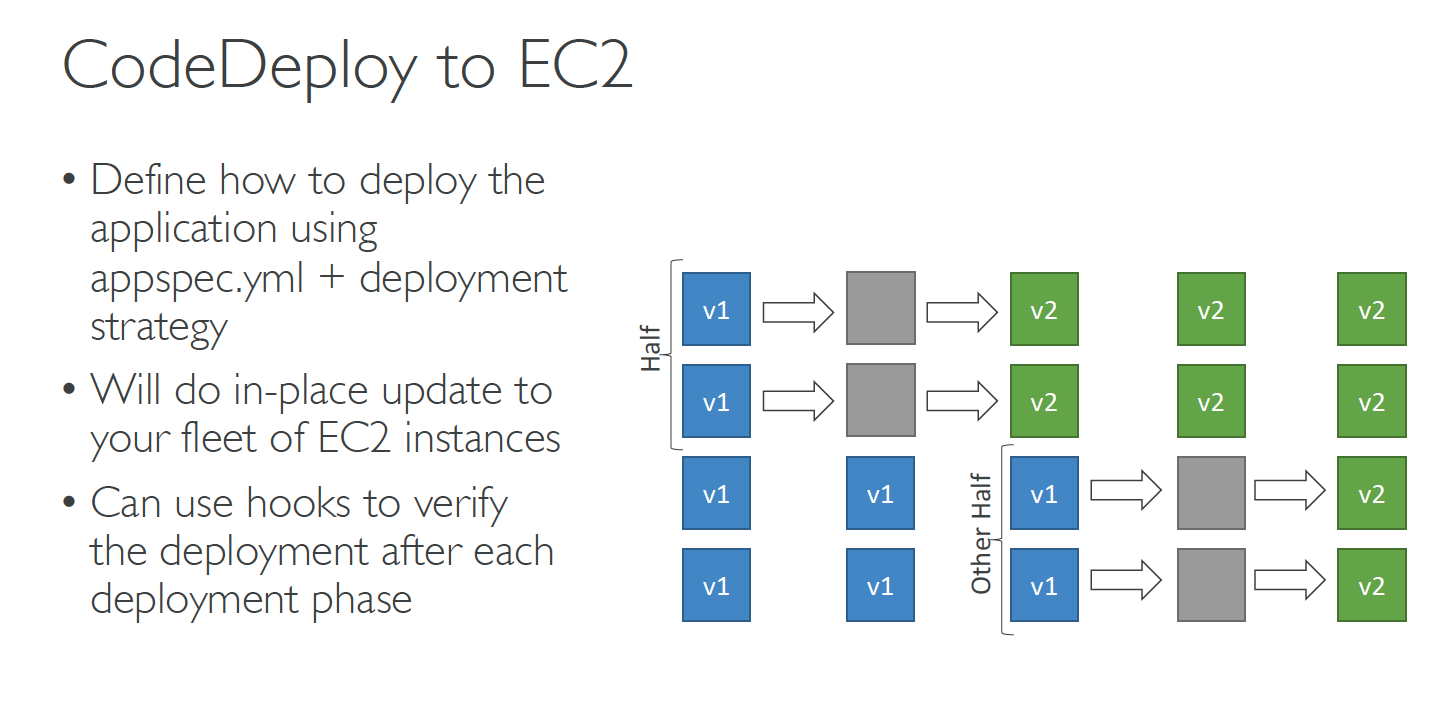 CodeDeploy to EC2
• Define how to deploy the
application using
appspec.yml + deployment
strategy
• Will do in-place update to
your fleet of EC2 instances
• Can use hooks to verify
the deployment after each
deployment phase
Half
v1
v2
v2
v2
v1
v2
v2
v2
Other Half
v1
v1
v1
v2
v1
v1
v1
v2